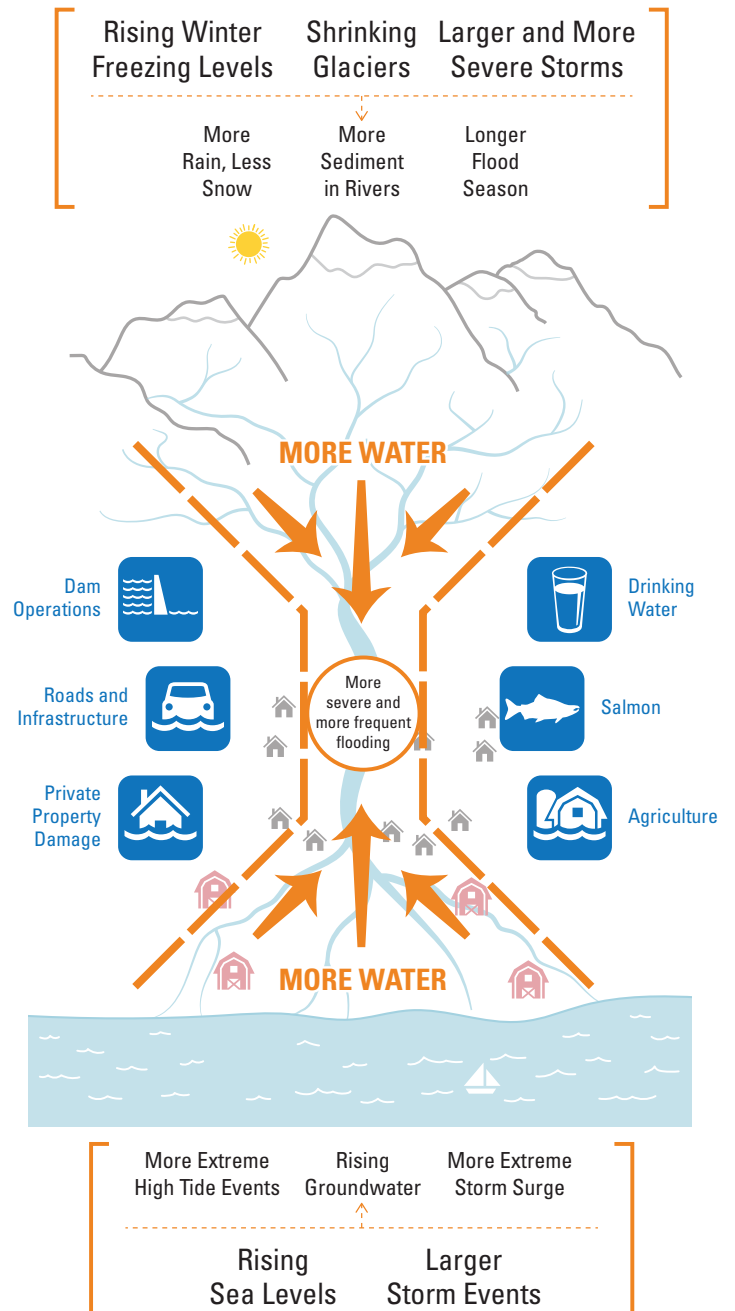 Rising Winter
Freezing Levels
Shrinking
Glaciers
Larger and More
Severe Storms
More
Rain, Less
Snow
More
Sediment
in Rivers
Longer
Flood
Season
MORE WATER
Dam
Operations
Drinking
Water
Roads and
Infrastructure
More
severe and
more frequent
flooding
Salmon
Private
Property
Damage
Agriculture
MORE WATER
More Extreme
High Tide Events
Rising
Groundwater
More Extreme
Storm Surge
Rising
Sea Levels
Larger
Storm Events